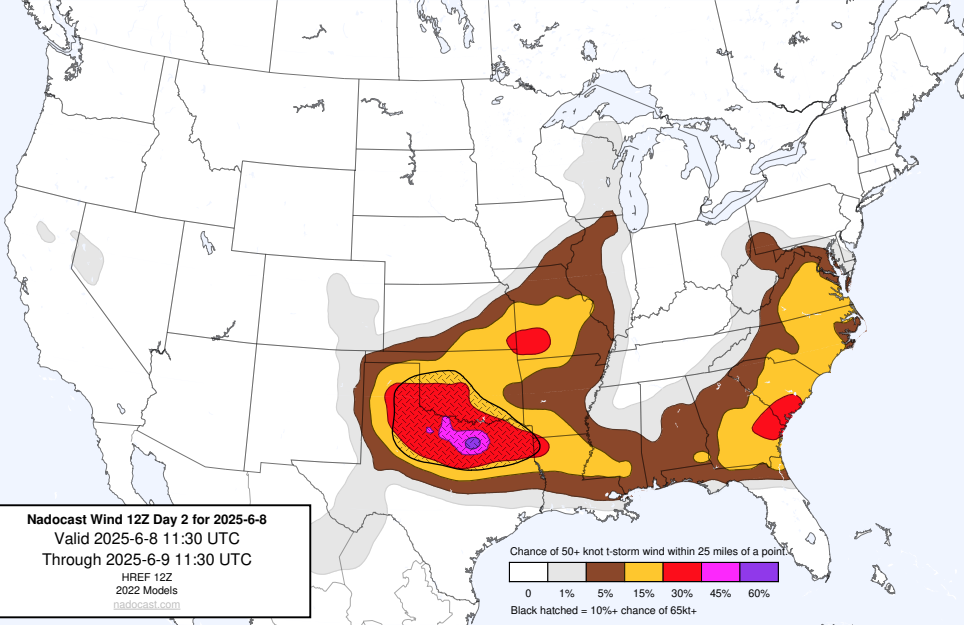 Nadocast Wind 12Z Day 2 for 2025-6-8
Valid 2025-6-8 11:30 UTC
Through 2025-6-9 11:30 UTC
HREF 12Z
2022 Models
nadocast.com
Chance of 50+ knot t-storm wind within 25 miles of a point.
0 1% 5% 15% 30% 45% 60%
Black hatched = 10%+ chance of 65kt+